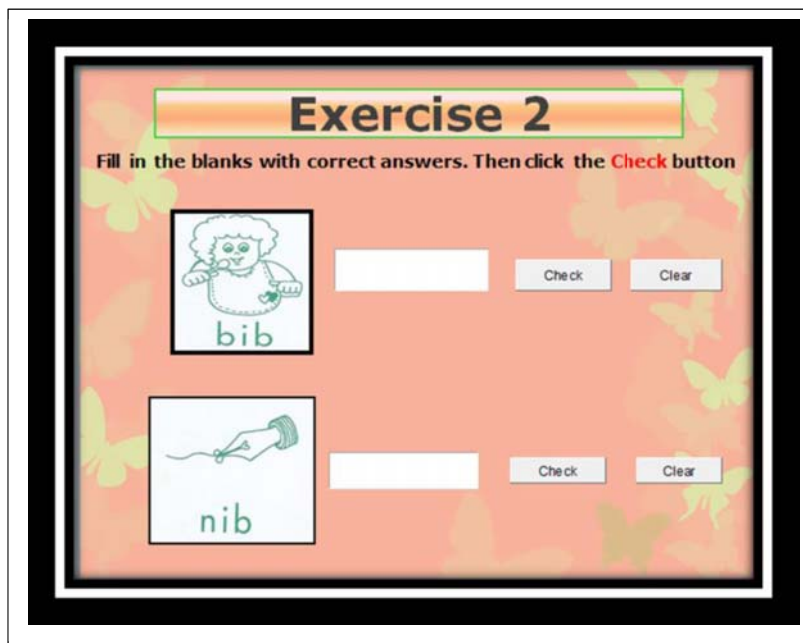 Exercise 2
Fill in the blanks with correct answers. Then click the Check button
bib
Check
Clear
nib
Check
Clear